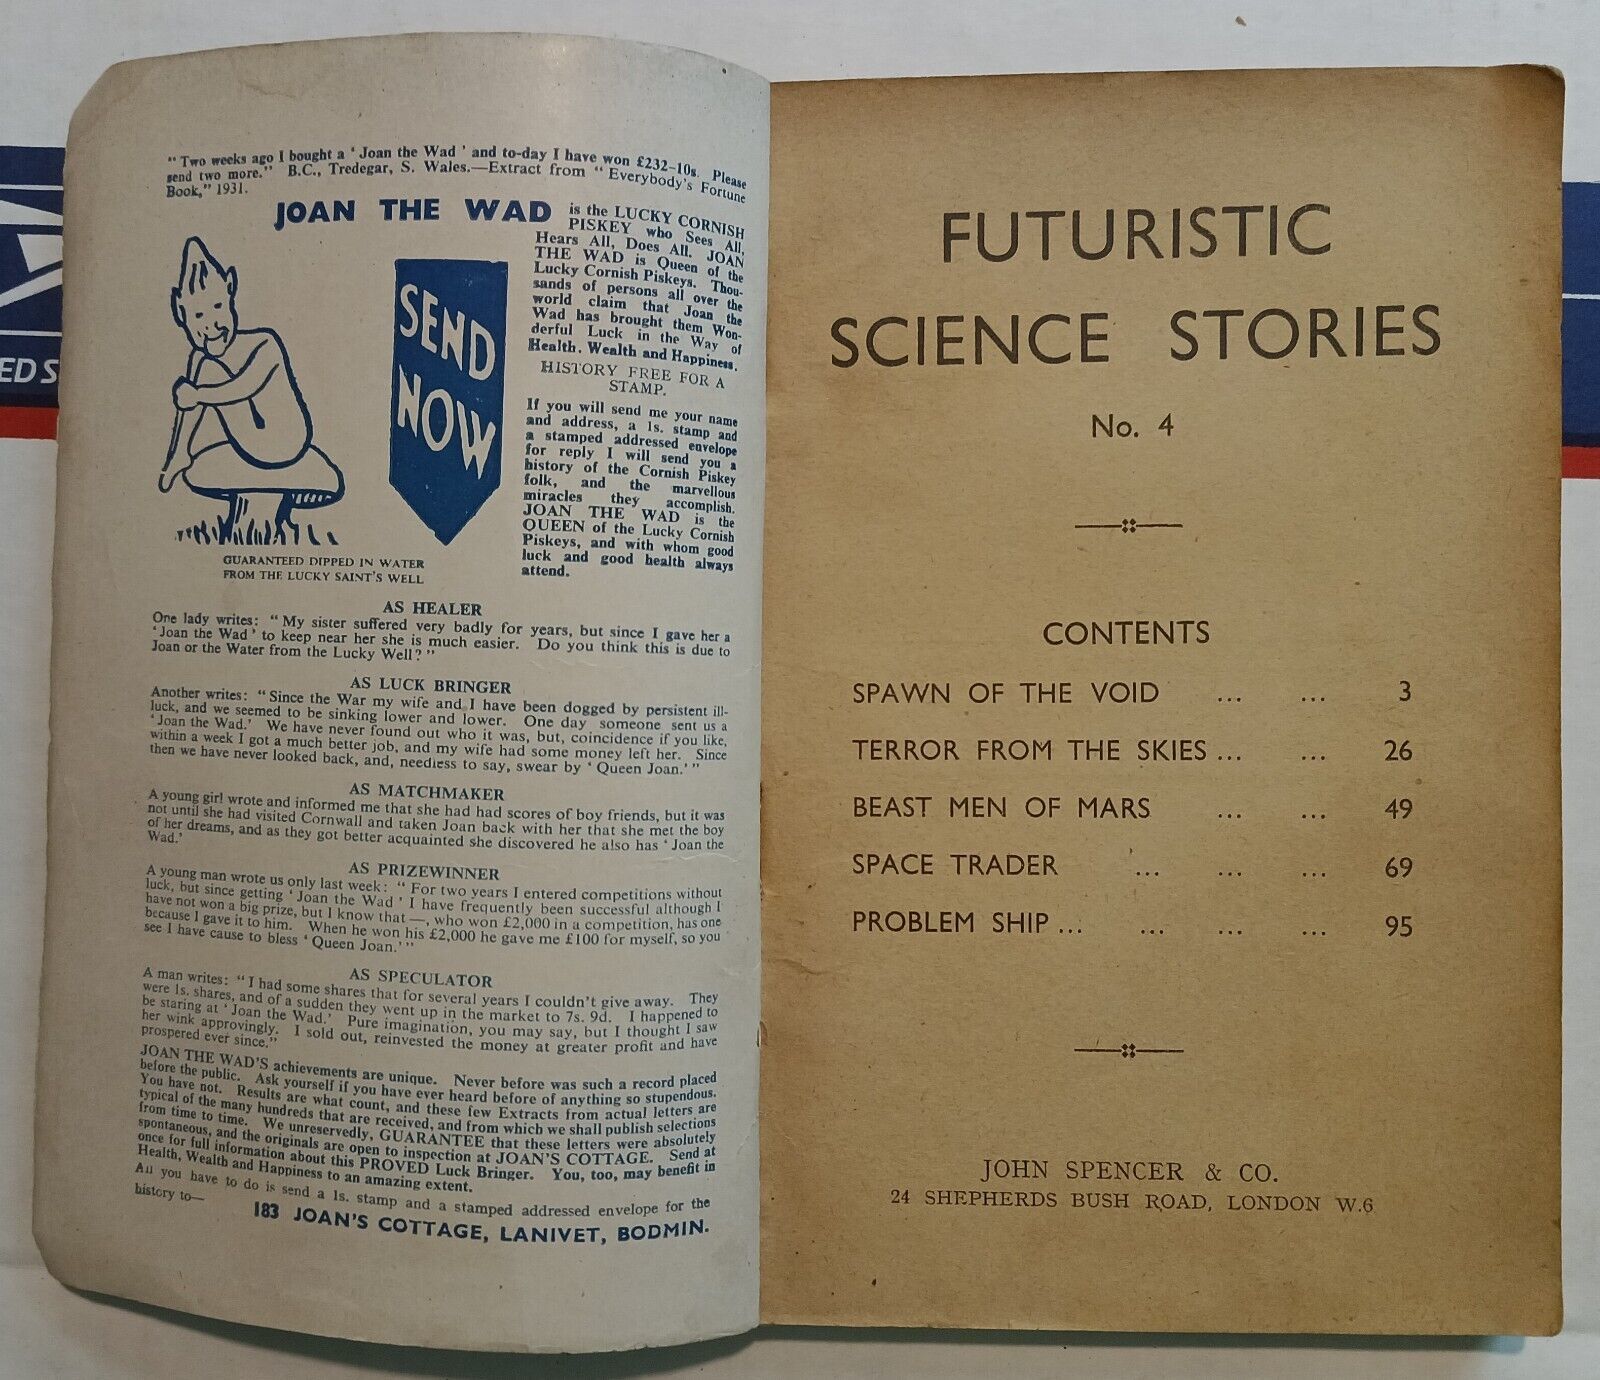 "Two weeks ago I bought a 'Joan the Wad' and to-day I have won £232-10s. Please
send two more." B.C., Tredegar, S. Wales.—Extract from "Everybody's Fortune
Book," 1931.
JOAN THE WAD is the LUCKY CORNISH
PISKEY who Sees All,
Hears All, Does All. JOAN
THE WAD is Queen of the
Lucky Cornish Piskeys. Thou-
sands of persons all over the
world claim that Joan the
Wad has brought them Won-
derful Luck in the Way of
Health, Wealth and Happiness.
HISTORY FREE FOR A
STAMP.
If you will send me your name
and address, a 1s. stamp and
a stamped addressed envelope
for reply I will send you a
history of the Cornish Piskey
folk, and the marvellous
miracles they accomplish.
JOAN THE WAD is the
QUEEN of the Lucky Cornish
Piskeys, and with whom good
luck and good health always
attend.
SEND
NOW
GUARANTEED DIPPED IN WATER
FROM THE LUCKY SAINT'S WELL
AS HEALER
One lady writes: "My sister suffered very badly for years, but since I gave her a
'Joan the Wad' to keep near her she is much easier. Do you think this is due to
Joan or the Water from the Lucky Well?"
AS LUCK BRINGER
Another writes: "Since the War my wife and I have been dogged by persistent ill-
luck, and we seemed to be sinking lower and lower. One day someone sent us a
'Joan the Wad.' We have never found out who it was, but, coincidence if you like,
within a week I got a much better job, and my wife had some money left her. Since
then we have never looked back, and, needless to say, swear by 'Queen Joan.'"
AS MATCHMAKER
A young girl wrote and informed me that she had had scores of boy friends, but it was
not until she had visited Cornwall and taken Joan back with her that she met the boy
of her dreams, and as they got better acquainted she discovered he also has 'Joan the
Wad.'
AS PRIZEWINNER
A young man wrote us only last week: "For two years I entered competitions without
luck, but since getting 'Joan the Wad' I have frequently been successful although I
have not won a big prize, but I know that —, who won £2,000 in a competition, has one
because I gave it to him. When he won his £2,000 he gave me £100 for myself, so you
see I have cause to bless 'Queen Joan.'"
AS SPECULATOR
A man writes: "I had some shares that for several years I couldn't give away. They
were 1s. shares, and of a sudden they went up in the market to 7s. 9d. I happened to
be staring at 'Joan the Wad.' Pure imagination, you may say, but I thought I saw
her wink approvingly. I sold out, reinvested the money at greater profit and have
prospered ever since."
JOAN THE WAD'S achievements are unique. Never before was such a record placed
before the public. Ask yourself if you have ever heard before of anything so stupendous.
You have not. Results are what count, and these few Extracts from actual letters are
typical of the many hundreds that are received, and from which we shall publish selections
from time to time. We unreservedly, GUARANTEE that these letters were absolutely
spontaneous, and the originals are open to inspection at JOAN'S COTTAGE. Send at
once for full information about this PROVED Luck Bringer. You, too, may benefit in
Health, Wealth and Happiness to an amazing extent.
All you have to do is send a 1s. stamp and a stamped addressed envelope for the
history to—
183 JOAN'S COTTAGE, LANIVET, BODMIN.
FUTURISTIC
SCIENCE STORIES
No. 4
CONTENTS
SPAWN OF THE VOID ... ... 3
TERROR FROM THE SKIES ... ... 26
BEAST MEN OF MARS ... ... 49
SPACE TRADER ... ... ... 69
PROBLEM SHIP ... ... ... ... 95
JOHN SPENCER & CO.
24 SHEPHERDS BUSH ROAD, LONDON W.6
ED S